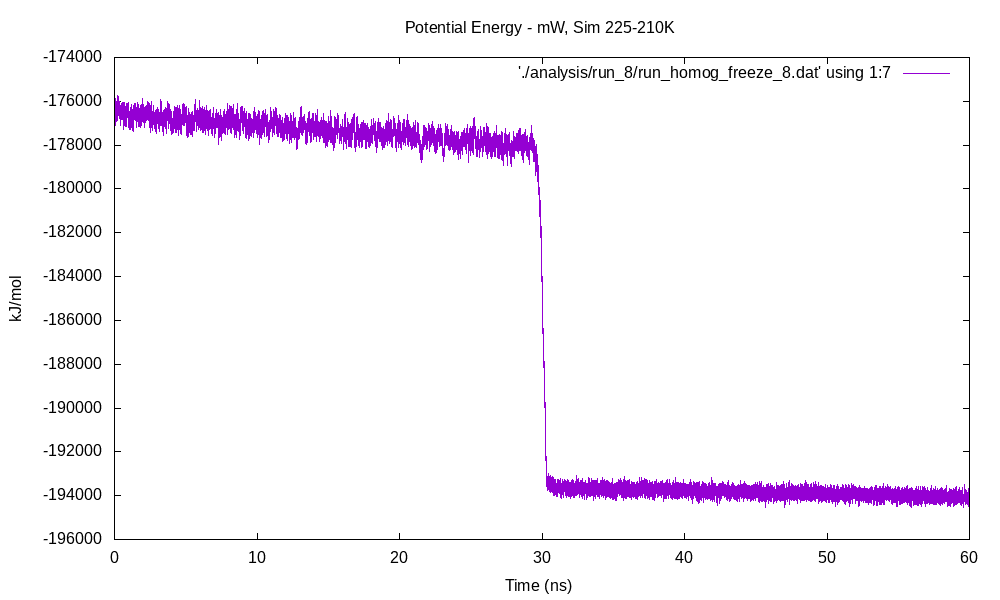 Potential Energy - mW, Sim 225-210K
'./analysis/run_8/run_homog_freeze_8.dat' using 1:7
kJ/mol
-174000
-176000
-178000
-180000
-182000
-184000
-186000
-188000
-190000
-192000
-194000
-196000
0 10 20 30 40 50 60
Time (ns)